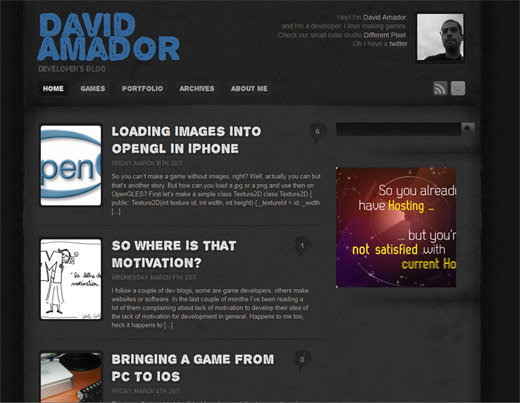 DAVID
AMADOR
DEVELOPER'S BLOG
Hey! I'm David Amador,
and I'm a developer. I love making games.
Check our small Indie studio Different Pixel.
Oh I have a twitter
HOME GAMES PORTFOLIO ARCHIVES ABOUT ME
LOADING IMAGES INTO
OPENGL IN IPHONE
6
FRIDAY, MARCH 18TH, 2011
So you can't make a game without images, right? Well, actually you can but
that's another story. But how can you load a jpg or a png and use then on
OpenGLES? First let's make a simple class Texture2D class Texture2D {
public: Texture2D(int texture id, int width, int height) { _textureId = id; _width
[...]
pen
SO WHERE IS THAT
MOTIVATION?
1
WEDNESDAY, MARCH 9TH, 2011
I follow a couple of dev blogs, some are game developers, others make
websites or software. In the last couple of months I've been reading a
lot of them complaining about lack of motivation to develop their idea of
the lack of motivation for development in general. Happens to me too,
heck it happens to [...]
BRINGING A GAME FROM
PC TO IOS
0
FRIDAY, MARCH 4TH, 2011
So you already
have Hosting ...
... but you're
not satisfied with
current Ho